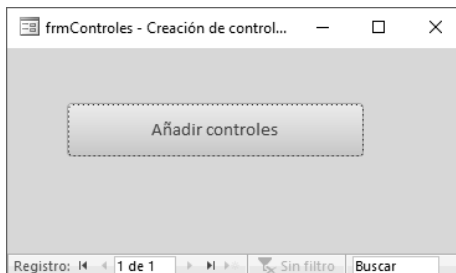 frmControles - Creación de control...
Añadir controles
Registro: 1 de 1 Sin filtro Buscar